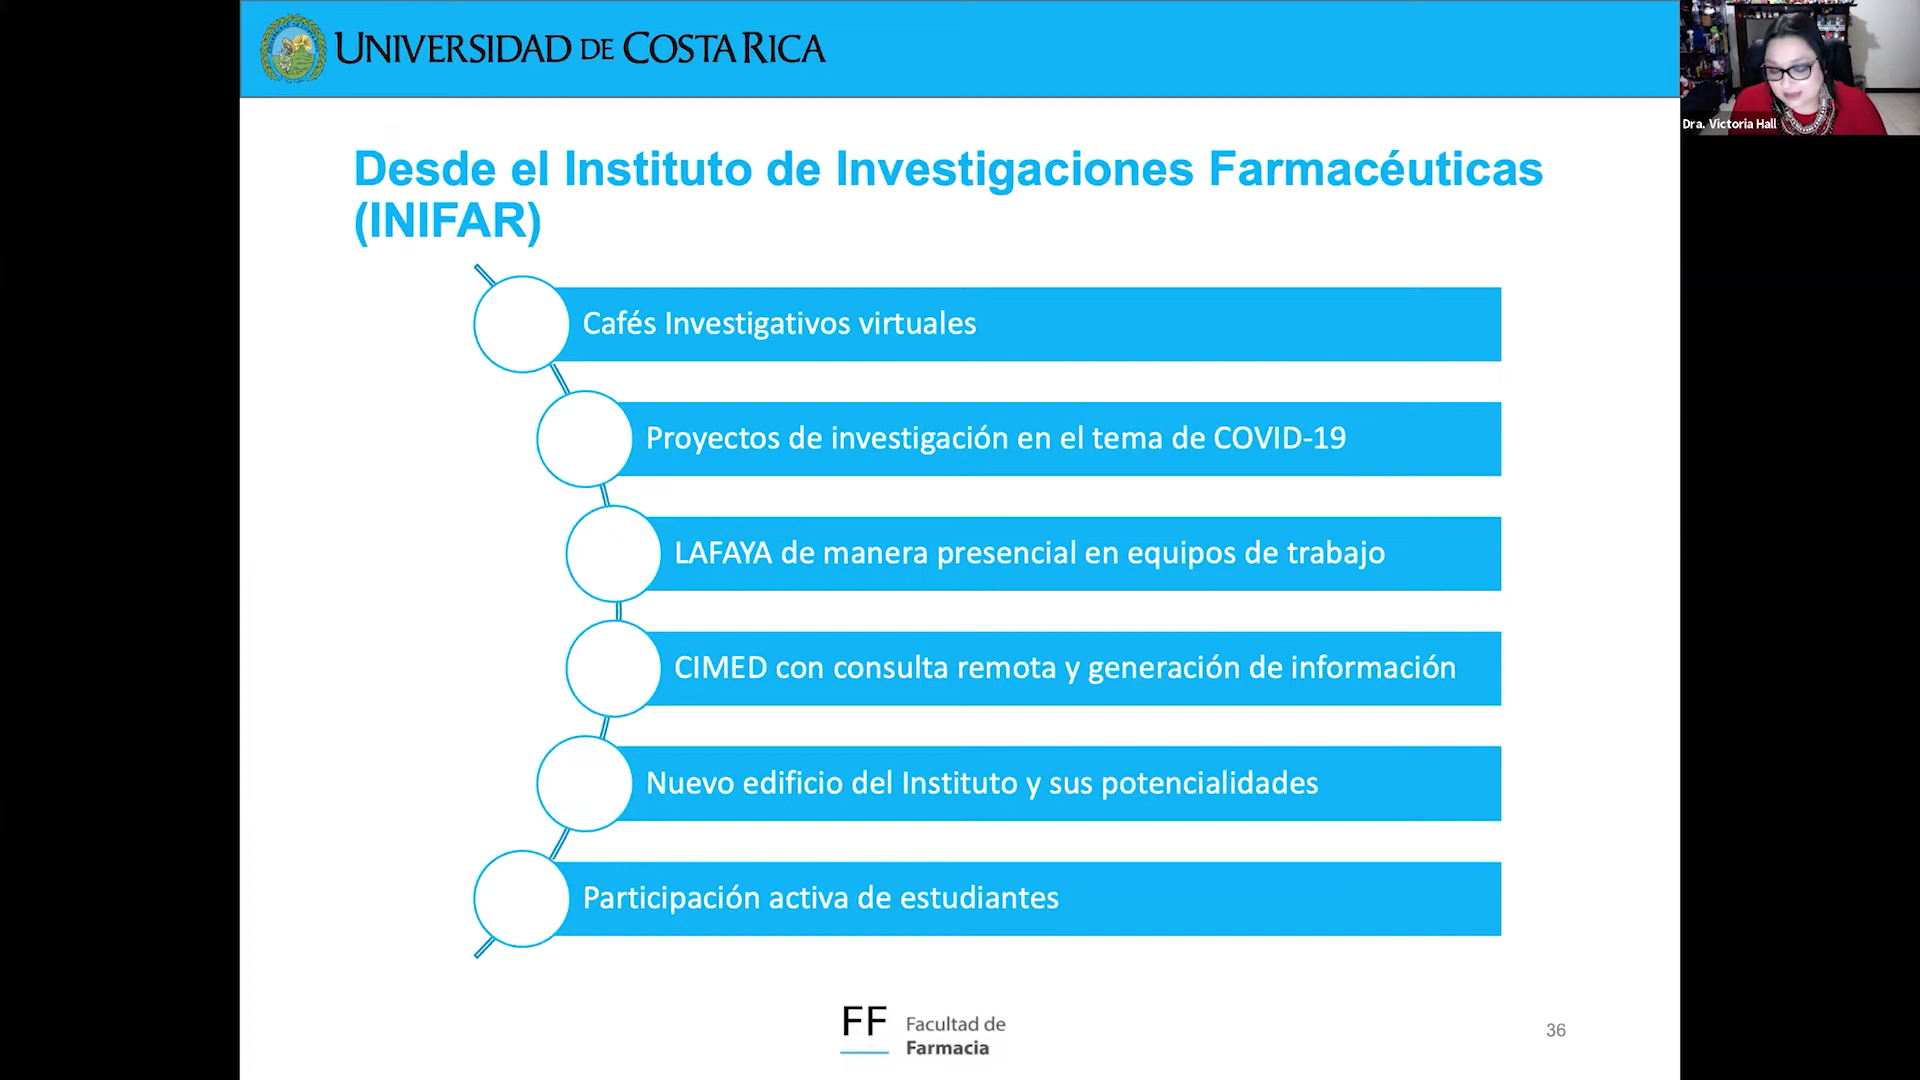 UNIVERSIDAD DE COSTA RICA
Dra. Victoria Hall
Desde el Instituto de Investigaciones Farmacéuticas
(INIFAR)
Cafés Investigativos virtuales
Proyectos de investigación en el tema de COVID-19
LAFAYA de manera presencial en equipos de trabajo
CIMED con consulta remota y generación de información
Nuevo edificio del Instituto y sus potencialidades
Participación activa de estudiantes
FF
Facultad de
Farmacia
36